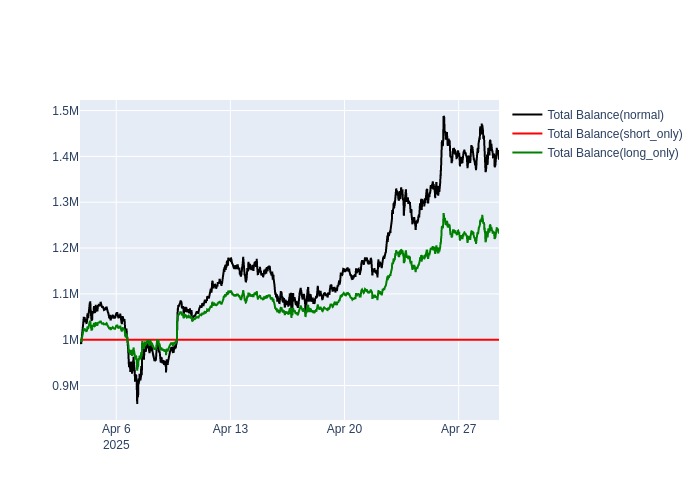 1.5M
1.4M
1.3M
1.2M
1.1M
1M
0.9M
Apr 6
2025
Apr 13
Apr 20
Apr 27
Total Balance(normal)
Total Balance(short_only)
Total Balance(long_only)